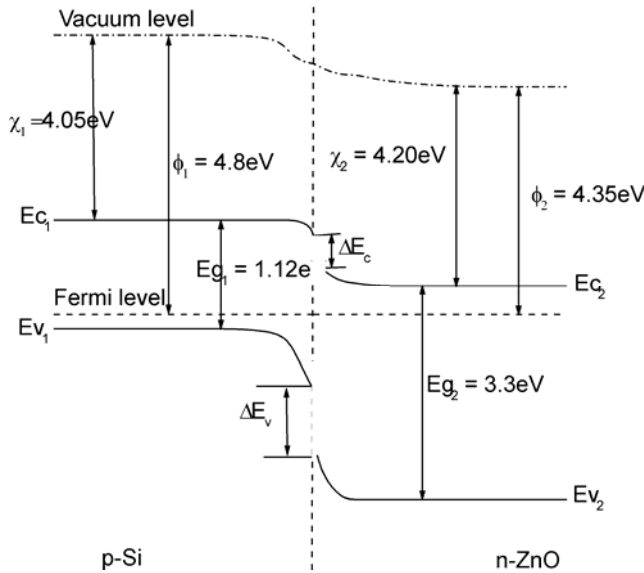 Vacuum level
χ₁ =4.05eV
ϕ₁ = 4.8eV
χ₂ = 4.20eV
ϕ₂ = 4.35eV
Ec₁
ΔE꜀
Eg₁ = 1.12e
Ec₂
Fermi level
Ev₁
Eg₂ = 3.3eV
ΔEᵥ
Ev₂
p-Si
n-ZnO